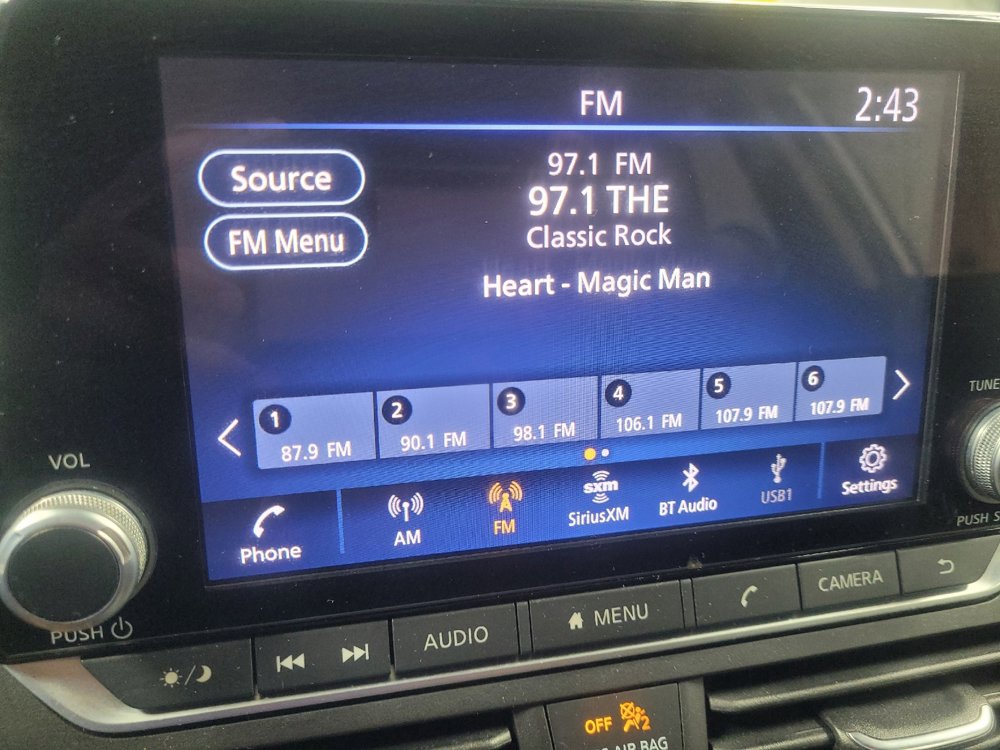 FM
2:43
Source
FM Menu
97.1 FM
97.1 THE
Classic Rock
Heart - Magic Man
1
87.9 FM
2
90.1 FM
3
98.1 FM
4
106.1 FM
5
107.9 FM
6
107.9 FM
Phone
AM
FM
sxm
SiriusXM
BT Audio
USB1
Settings
VOL
PUSH
TUNE
PUSH
AUDIO
MENU
CAMERA
OFF
2
AIR BAG